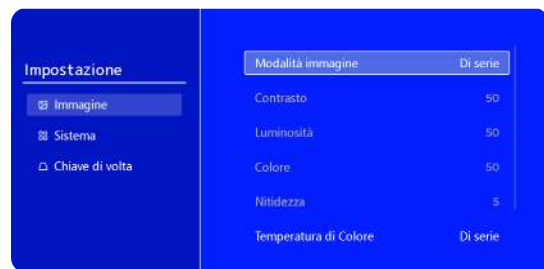 Impostazione
Immagine
Sistema
Chiave di volta
Modalità immagine Di serie
Contrasto 50
Luminosità 50
Colore 50
Nitidezza 5
Temperatura di Colore Di serie